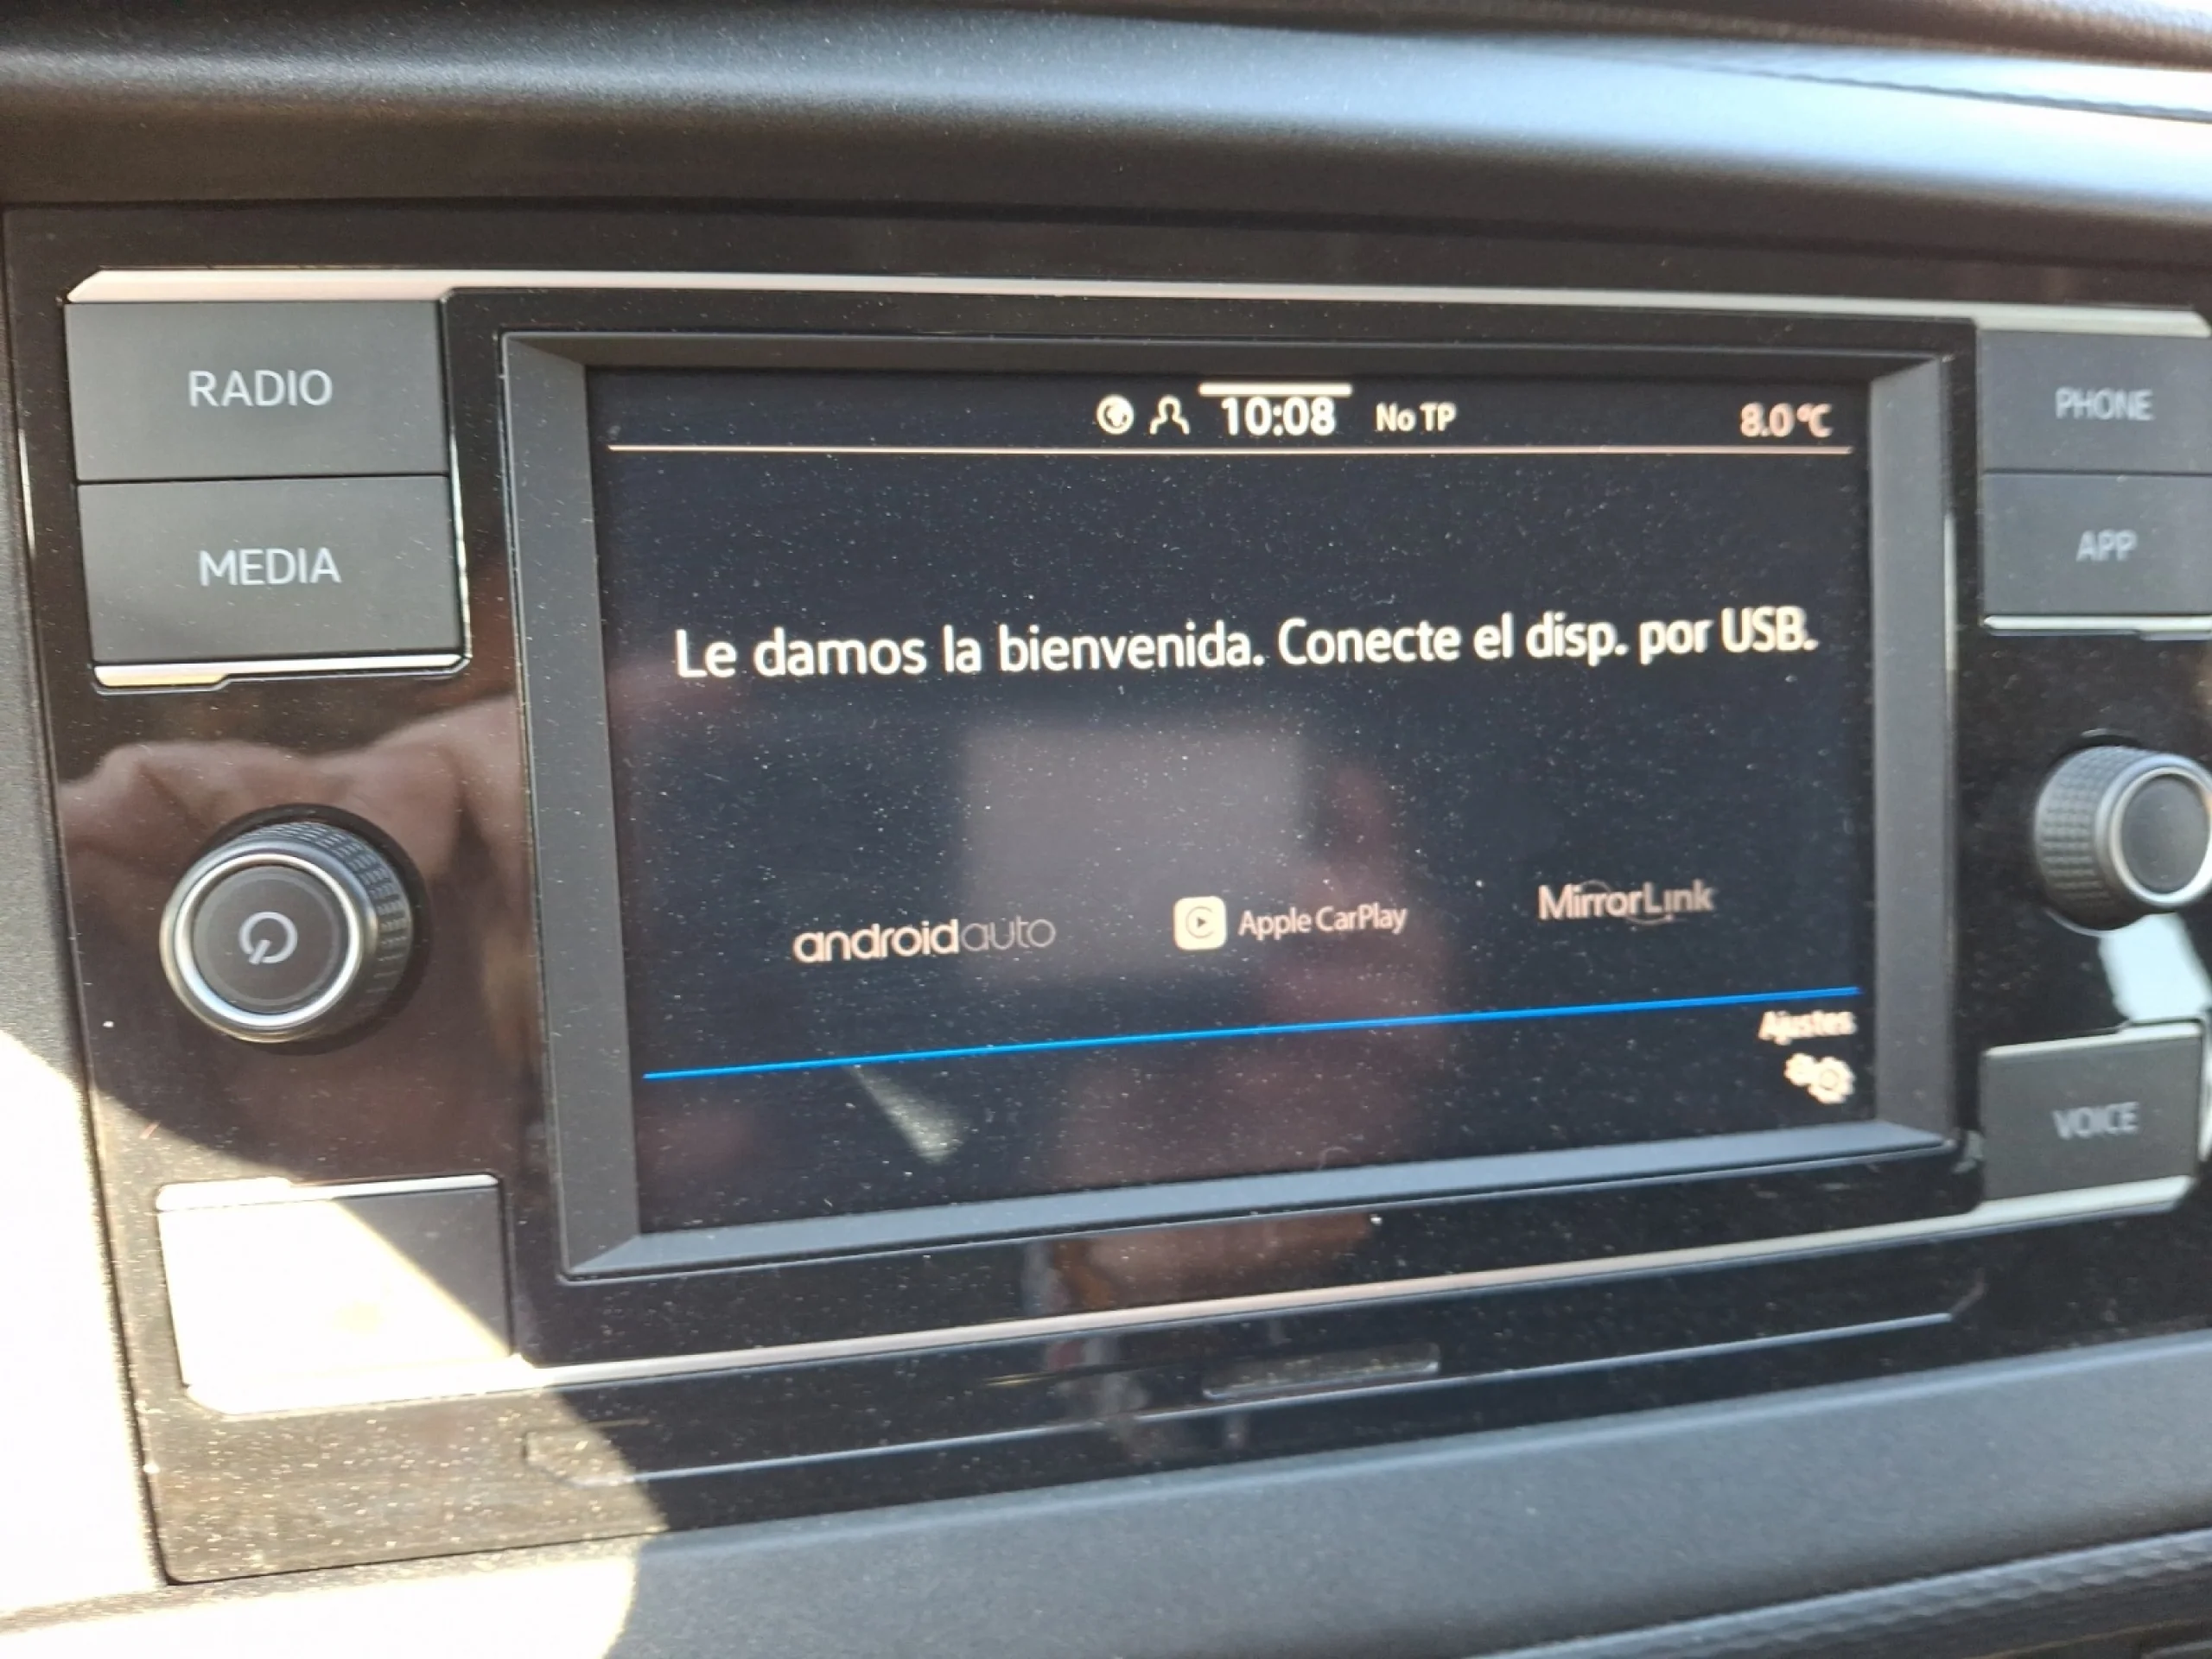 RADIO
MEDIA
10:08 No TP 8.0°C
Le damos la bienvenida. Conecte el disp. por USB.
androidauto
Apple CarPlay
MirrorLink
Ajustes
PHONE
APP
VOICE